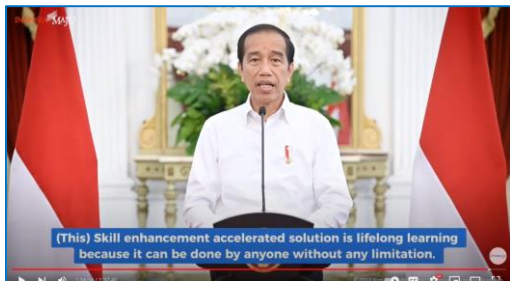 (This) Skill enhancement accelerated solution is lifelong learning
because it can be done by anyone without any limitation.